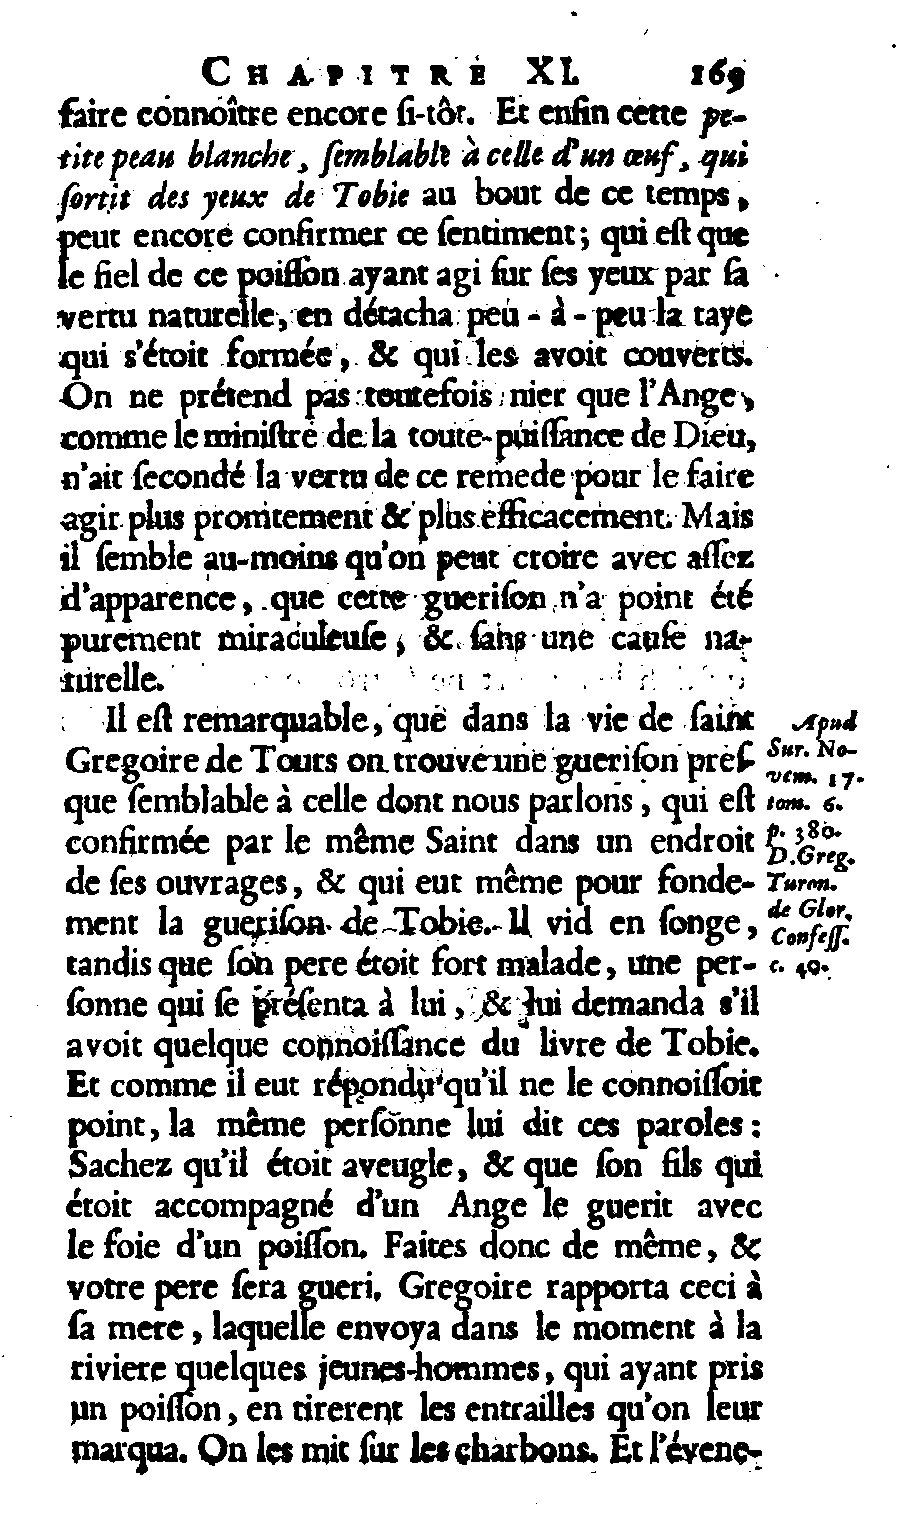 CHAPITRE XI. 169
faire connoître encore ſi-tôt. Et enfin cette pe-
tite peau blanche, ſemblable à celle d'un œuf, qui
ſortit des yeux de Tobie au bout de ce temps,
peut encore confirmer ce ſentiment; qui eſt que
le fiel de ce poiſſon ayant agi ſur ſes yeux par ſa
vertu naturelle, en détacha peu-à-peu la taye
qui s'étoit formée, & qui les avoit couverts.
On ne prétend pas toutefois nier que l'Ange,
comme le miniſtre de la toute-puiſſance de Dieu,
n'ait ſecondé la vertu de ce remede pour le faire
agir plus promtement & plus efficacement. Mais
il ſemble au-moins qu'on peut croire avec aſſez
d'apparence, que cette gueriſon n'a point été
purement miraculeuſe, & ſans une cauſe na-
turelle.
Il eſt remarquable, que dans la vie de ſaint
Gregoire de Tours on trouve une gueriſon preſ-
que ſemblable à celle dont nous parlons, qui eſt
confirmée par le même Saint dans un endroit
de ſes ouvrages, & qui eut même pour fonde-
ment la gueriſon de Tobie. Il vid en ſonge,
tandis que ſon pere étoit fort malade, une per-
ſonne qui ſe préſenta à lui, & lui demanda s'il
avoit quelque connoiſſance du livre de Tobie.
Et comme il eut répondu qu'il ne le connoiſſoit
point, la même perſonne lui dit ces paroles:
Sachez qu'il étoit aveugle, & que ſon fils qui
étoit accompagné d'un Ange le guerit avec
le foie d'un poiſſon. Faites donc de même, &
votre pere ſera gueri. Gregoire rapporta ceci à
ſa mere, laquelle envoya dans le moment à la
riviere quelques jeunes-hommes, qui ayant pris
un poiſſon, en tirerent les entrailles qu'on leur
marqua. On les mit ſur les charbons. Et l'évene-
Apud
Sur. No-
vem. 17.
tom. 6.
p. 380.
D. Greg.
Turon.
de Glor.
Confeſſ.
c. 40.